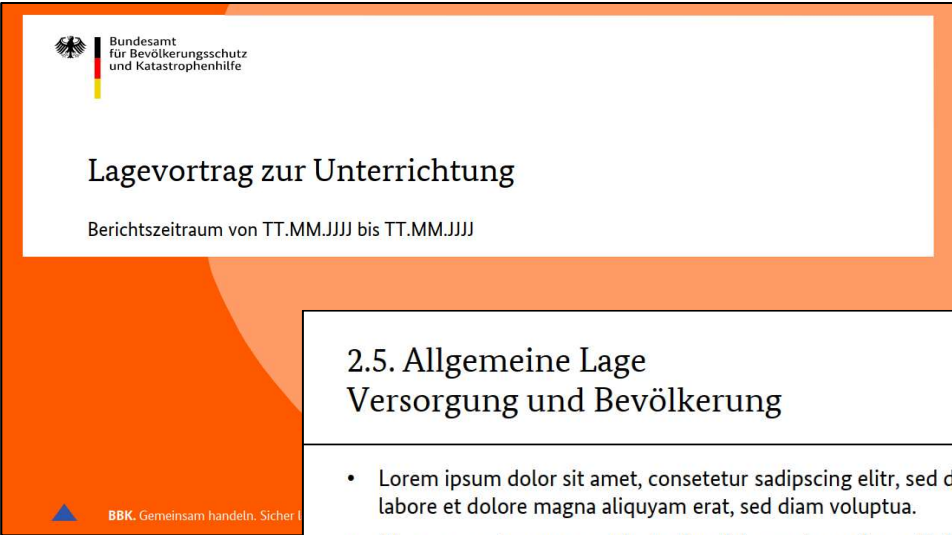 Bundesamt
für Bevölkerungsschutz
und Katastrophenhilfe
Lagevortrag zur Unterrichtung
Berichtszeitraum von TT.MM.JJJJ bis TT.MM.JJJJ
2.5. Allgemeine Lage
Versorgung und Bevölkerung
• Lorem ipsum dolor sit amet, consetetur sadipscing elitr, sed d
labore et dolore magna aliquyam erat, sed diam voluptua.
BBK. Gemeinsam handeln. Sicher l